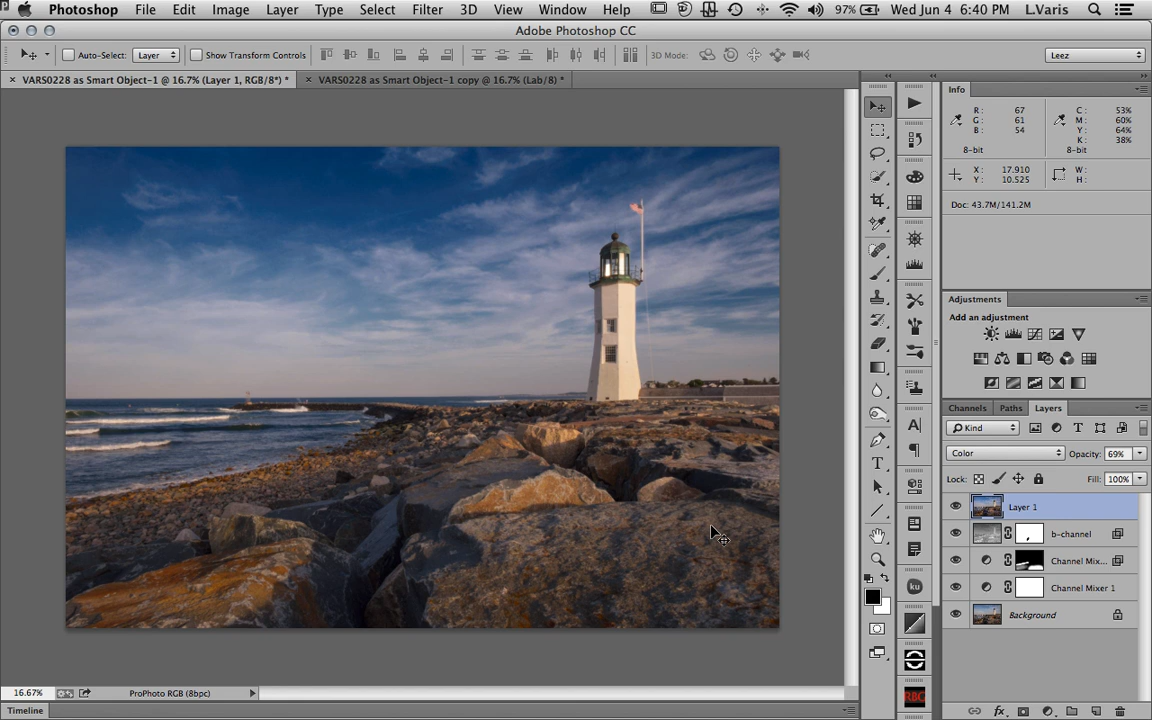 Photoshop File Edit Image Layer Type Select Filter 3D View Window Help 97% Wed Jun 4 6:40 PM L.Varis
Adobe Photoshop CC
Auto-Select: Layer Show Transform Controls 3D Mode: Leez
VARS0228 as Smart Object-1 @ 16.7% (Layer 1, RGB/8*) * VARS0228 as Smart Object-1 copy @ 16.7% (Lab/8) *
Info
R: 67 C: 53%
G: 61 M: 60%
B: 54 Y: 64%
K: 38%
8-bit 8-bit
X: 17.910 W:
Y: 10.525 H:
Doc: 43.7M/141.2M
Adjustments
Add an adjustment
Channels Paths Layers
Kind
Color Opacity: 69%
Lock: Fill: 100%
Layer 1
b-channel
Channel Mix...
Channel Mixer 1
Background
ku
RBG
16.67% ProPhoto RGB (8bpc)
Timeline